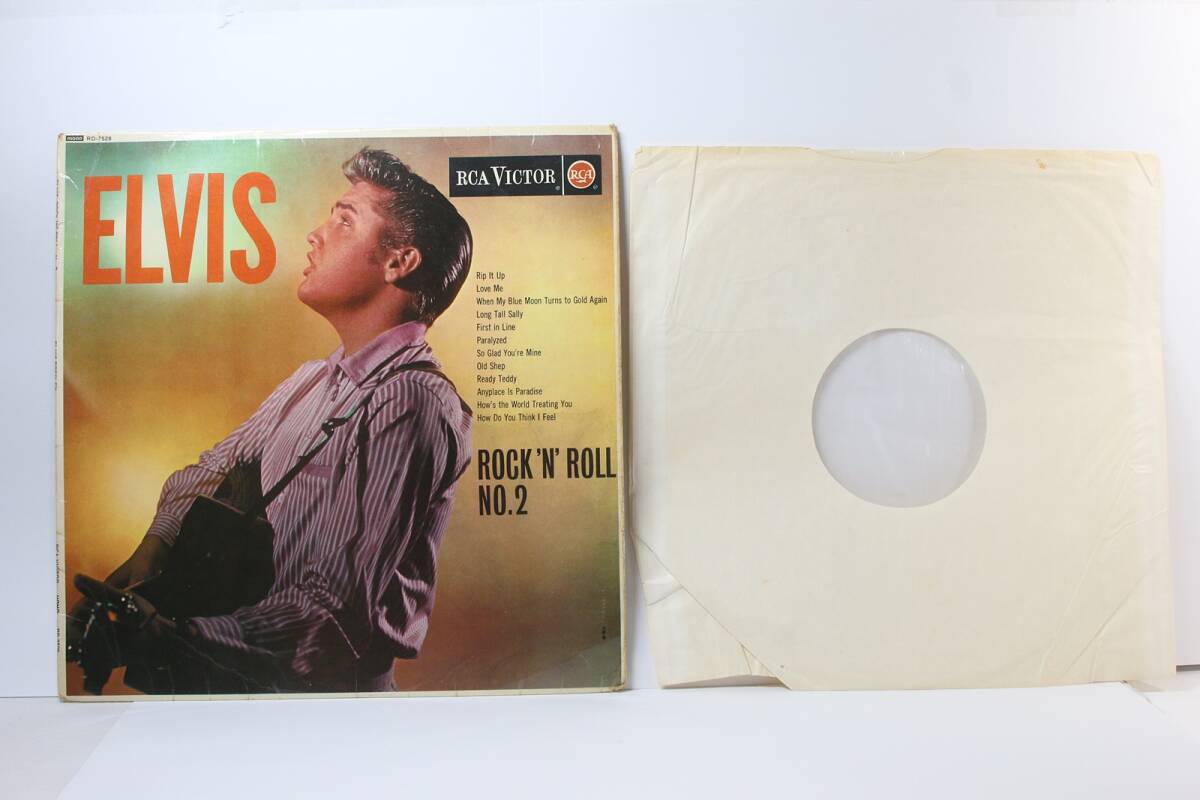 mono RD-7528
ELVIS
RCA VICTOR
RCA
Rip It Up
Love Me
When My Blue Moon Turns to Gold Again
Long Tall Sally
First in Line
Paralyzed
So Glad You're Mine
Old Shep
Ready Teddy
Anyplace Is Paradise
How's the World Treating You
How Do You Think I Feel
ROCK 'N' ROLL
NO.2